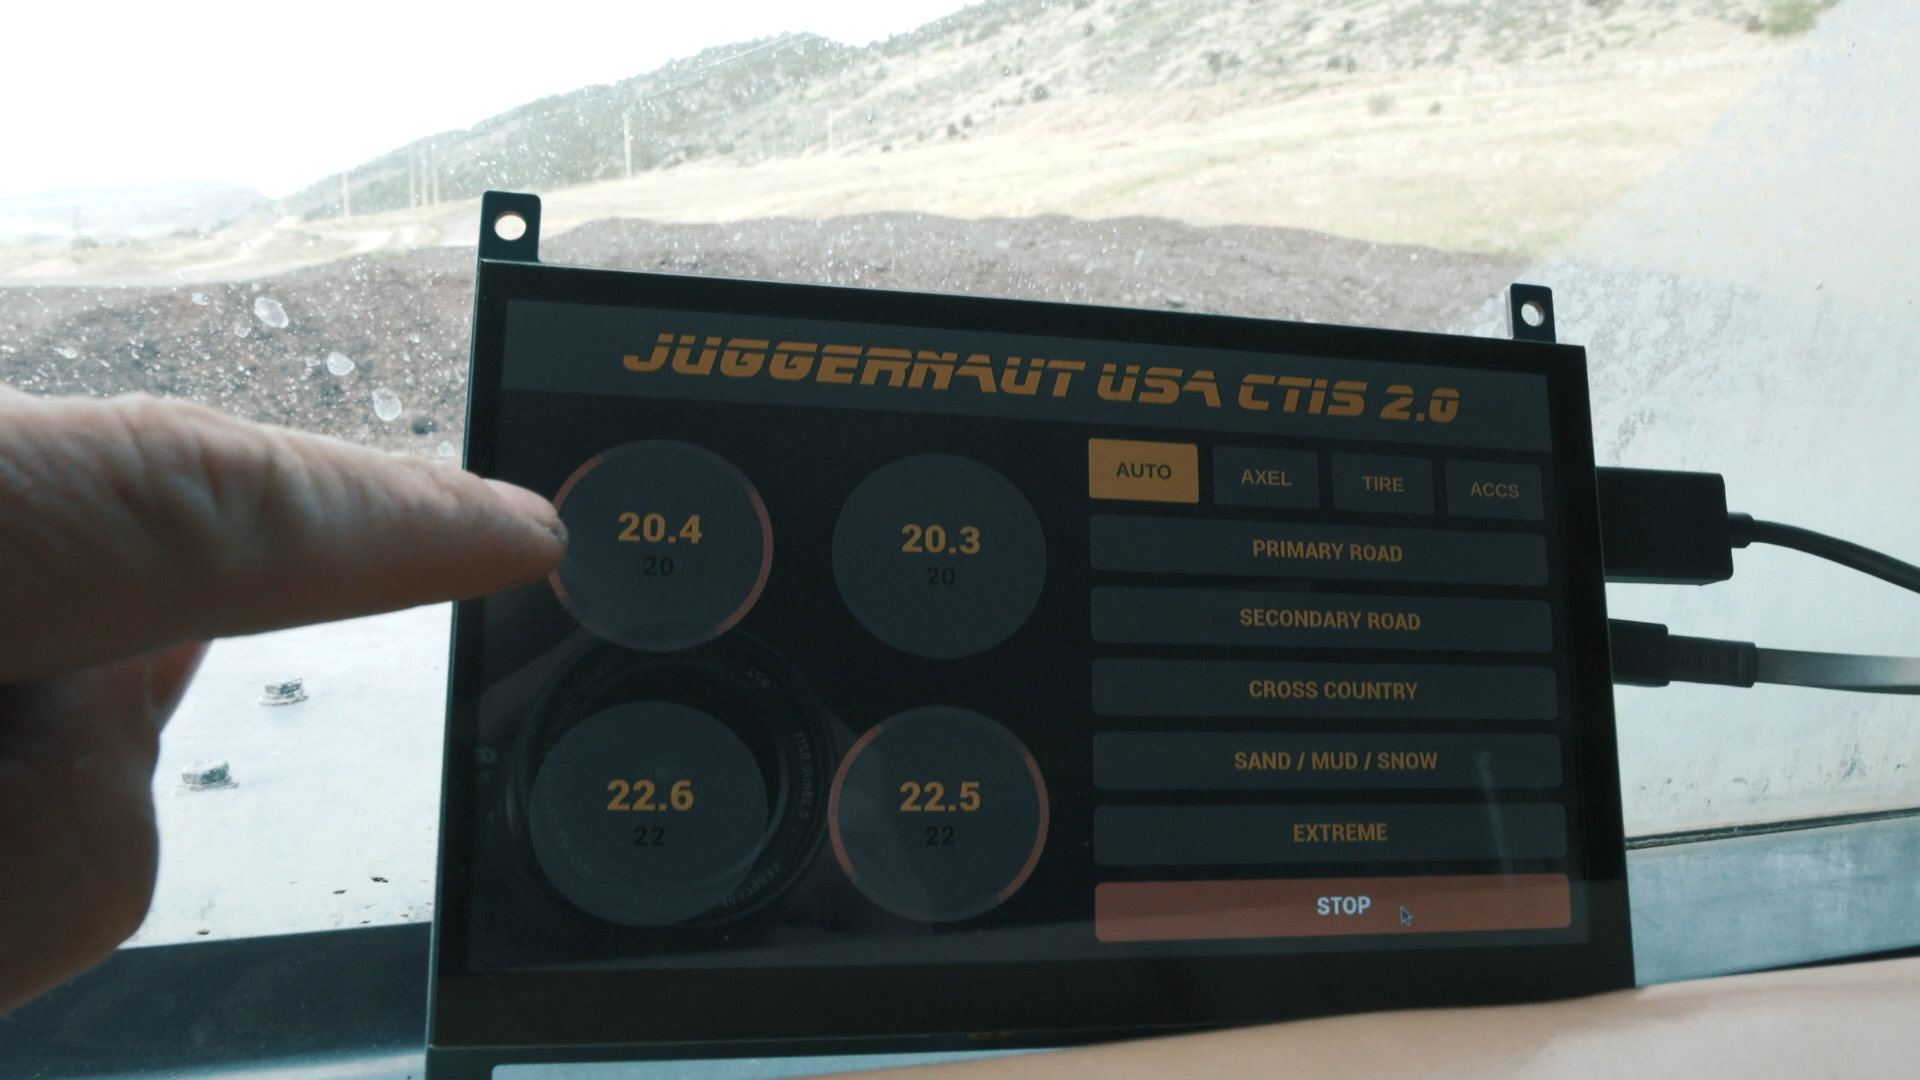 JUGGERNAUT USA CTIS 2.0
20.4
20
20.3
20
22.6
22
22.5
22
AUTO
AXEL
TIRE
ACCS
PRIMARY ROAD
SECONDARY ROAD
CROSS COUNTRY
SAND / MUD / SNOW
EXTREME
STOP